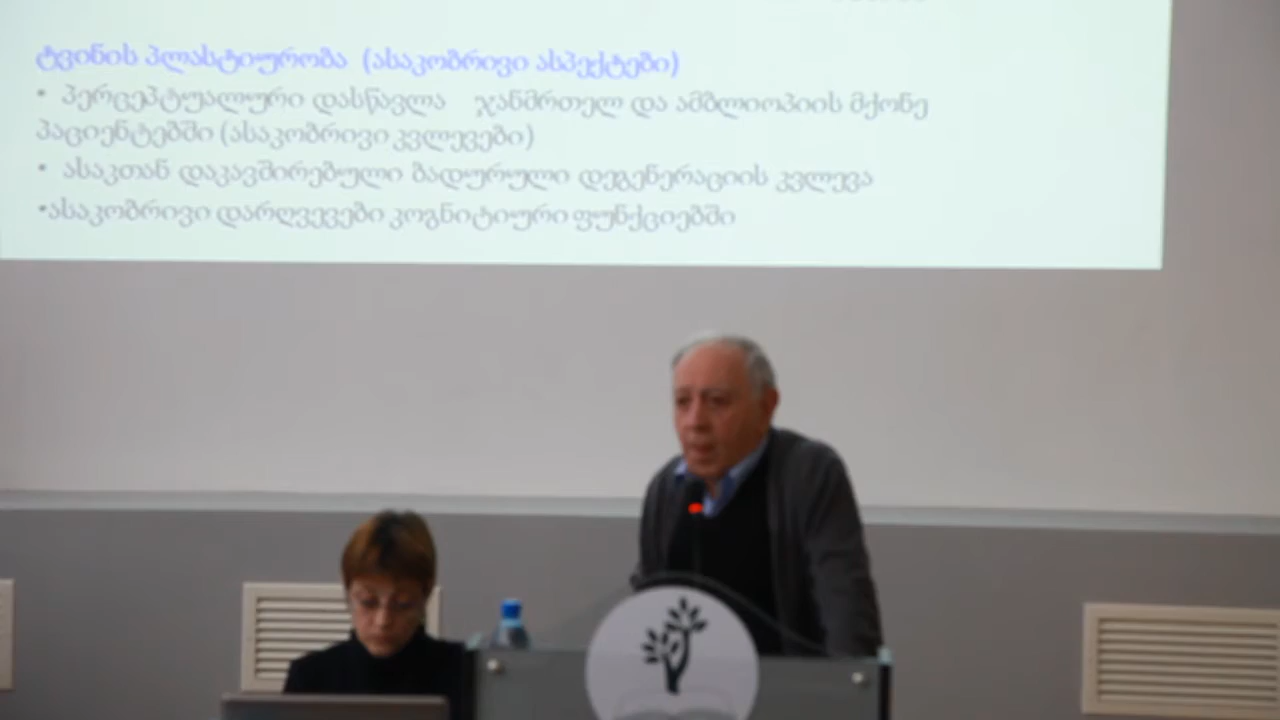 ტვინის პლასტიურობა (ასაკობრივი ასპექტები)
• პერცეპტუალური დასწავლა ჯანმრთელ და ამბლიოპიის მქონე
პაციენტებში (ასაკობრივი კვლევები)
• ასაკთან დაკავშირებული ბადურული დეგენერაციის კვლევა
•ასაკობრივი დარღვევები კოგნიტიური ფუნქციებში